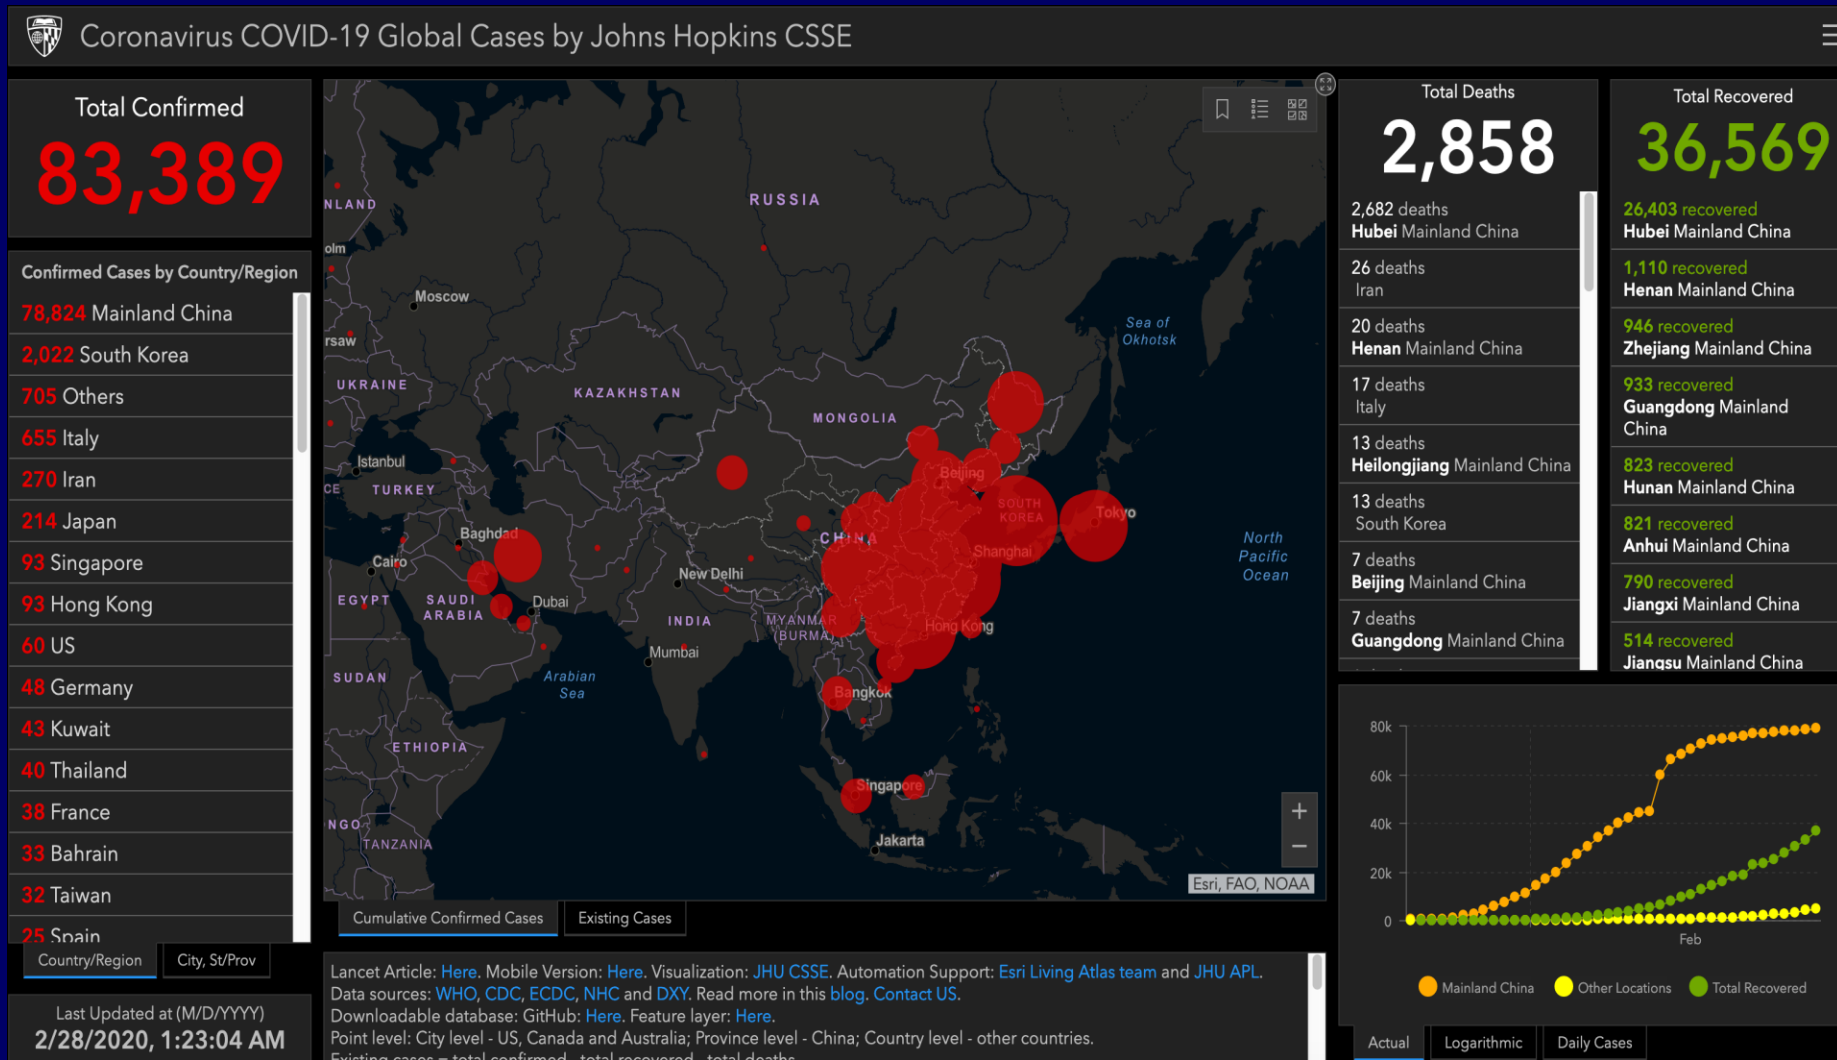 Coronavirus COVID-19 Global Cases by Johns Hopkins CSSE
Total Confirmed
83,389
Confirmed Cases by Country/Region
78,824 Mainland China
2,022 South Korea
705 Others
655 Italy
270 Iran
214 Japan
93 Singapore
93 Hong Kong
60 US
48 Germany
43 Kuwait
40 Thailand
38 France
33 Bahrain
32 Taiwan
25 Spain
Country/Region
City, St/Prov
Last Updated at (M/D/YYYY)
2/28/2020, 1:23:04 AM
RUSSIA
NLAND
olm
Moscow
Sea of
Okhotsk
rsaw
UKRAINE
KAZAKHSTAN
MONGOLIA
Istanbul
Beijing
CE
TURKEY
SOUTH
KOREA
Tokyo
Baghdad
CHINA
Shanghai
North
Pacific
Ocean
Cairo
New Delhi
EGYPT
SAUDI
ARABIA
Dubai
INDIA
MYANMAR
(BURMA)
Hong Kong
Mumbai
SUDAN
Arabian
Sea
Bangkok
ETHIOPIA
Singapore
NGO
TANZANIA
Jakarta
+
−
Esri, FAO, NOAA
Cumulative Confirmed Cases
Existing Cases
Lancet Article: Here. Mobile Version: Here. Visualization: JHU CSSE. Automation Support: Esri Living Atlas team and JHU APL.
Data sources: WHO, CDC, ECDC, NHC and DXY. Read more in this blog. Contact US.
Downloadable database: GitHub: Here. Feature layer: Here.
Point level: City level - US, Canada and Australia; Province level - China; Country level - other countries.
Existing cases = total confirmed - total recovered - total deaths.
Total Deaths
2,858
2,682 deaths
Hubei Mainland China
26 deaths
Iran
20 deaths
Henan Mainland China
17 deaths
Italy
13 deaths
Heilongjiang Mainland China
13 deaths
South Korea
7 deaths
Beijing Mainland China
7 deaths
Guangdong Mainland China
Total Recovered
36,569
26,403 recovered
Hubei Mainland China
1,110 recovered
Henan Mainland China
946 recovered
Zhejiang Mainland China
933 recovered
Guangdong Mainland
China
823 recovered
Hunan Mainland China
821 recovered
Anhui Mainland China
790 recovered
Jiangxi Mainland China
514 recovered
Jiangsu Mainland China
80k
60k
40k
20k
0
Feb
Mainland China
Other Locations
Total Recovered
Actual
Logarithmic
Daily Cases